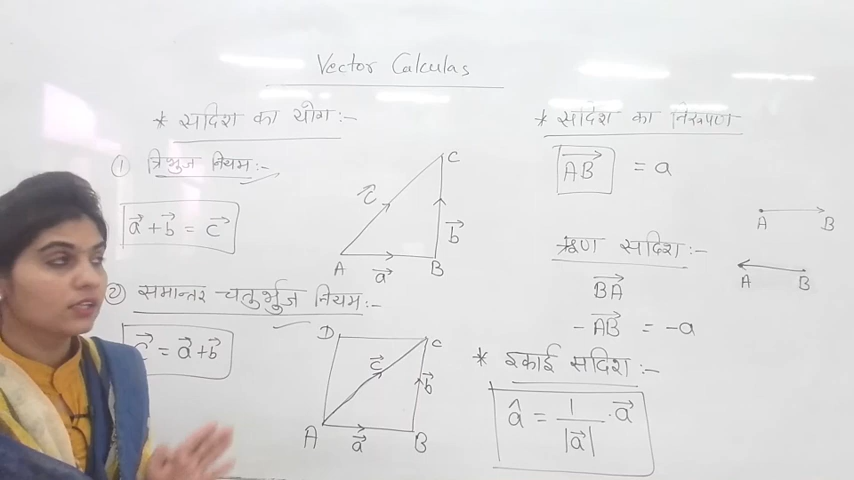 Vector Calculas
* सदिश का योग :-
① त्रिभुज नियम :-
a⃗ + b⃗ = c⃗
C
c⃗
b⃗
A
a⃗
B
② समान्तर चतुर्भुज नियम :-
c⃗ = a⃗ + b⃗
D
C
c⃗
b⃗
A
a⃗
B
* सदिश का निरूपण
AB⃗ = a
A
B
ऋण सदिश :-
A
B
BA⃗
- AB⃗ = -a
* इकाई सदिश :-
â = 1/|a⃗| · a⃗